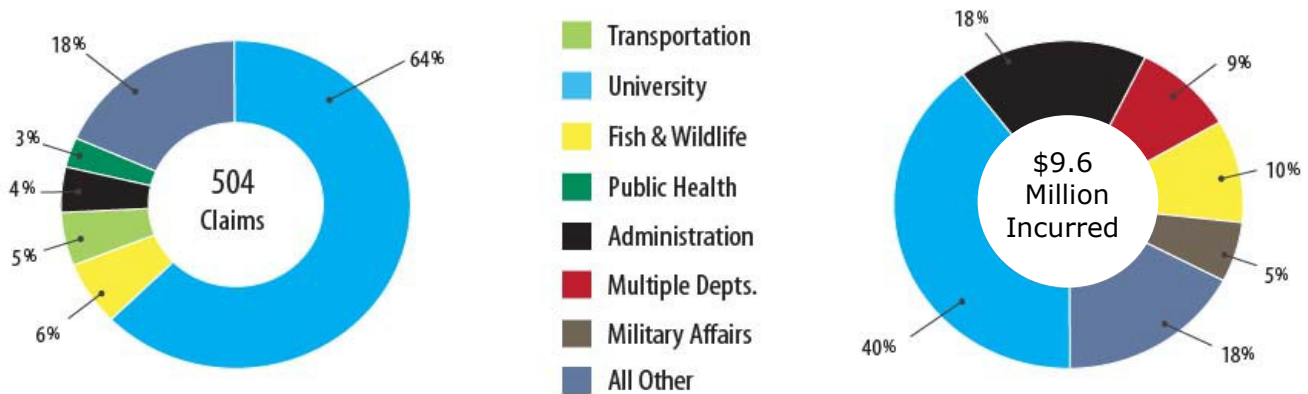 18%
64%
3%
4%
5%
6%
504
Claims
Transportation
University
Fish & Wildlife
Public Health
Administration
Multiple Depts.
Military Affairs
All Other
18%
9%
10%
5%
18%
40%
$9.6
Million
Incurred